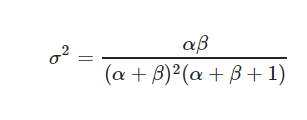 σ² = αβ / (α + β)²(α + β + 1)